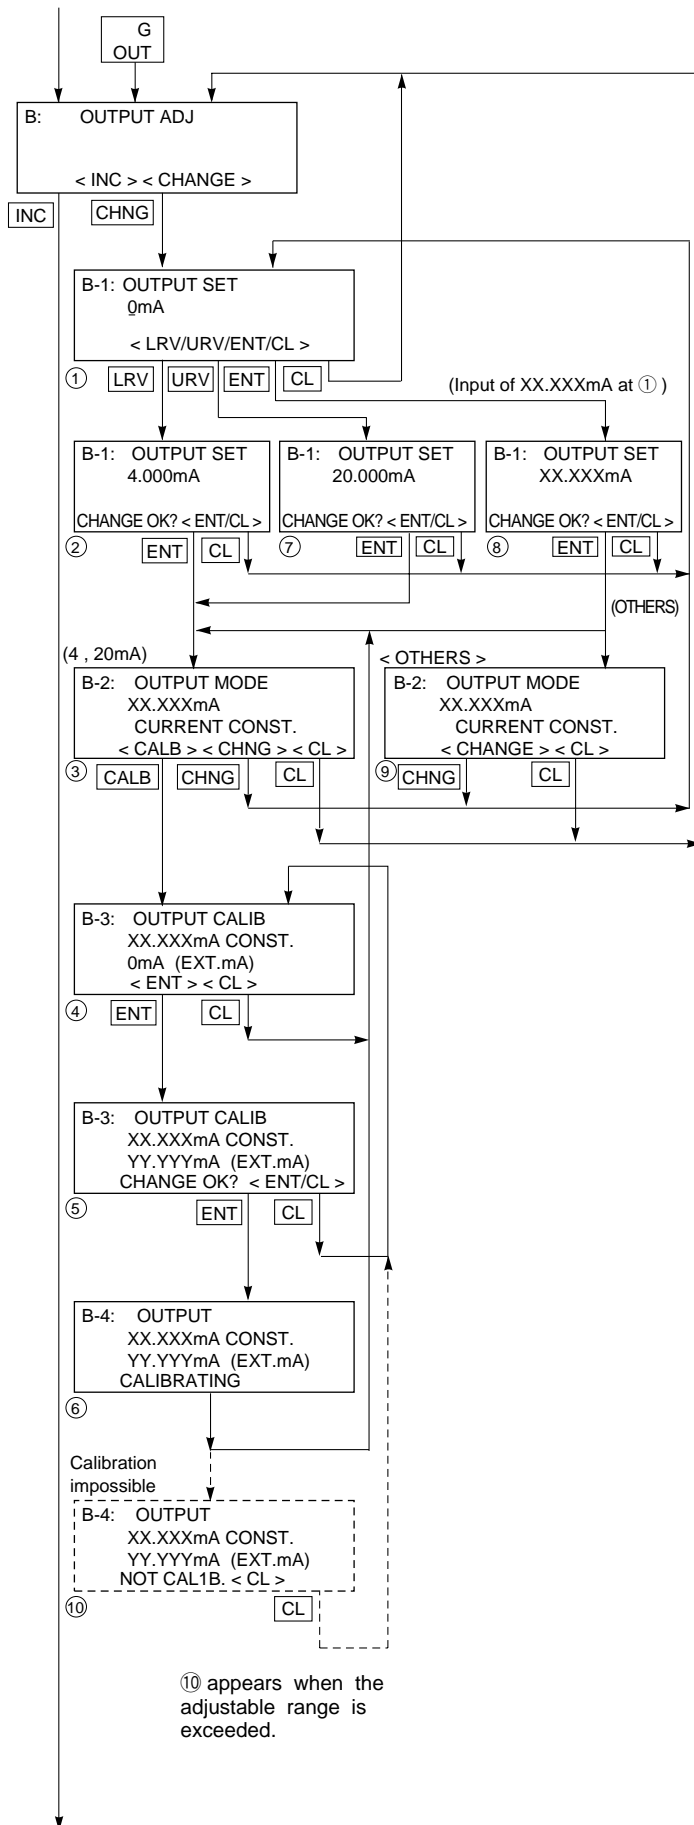 G
OUT
B: OUTPUT ADJ
< INC > < CHANGE >
INC CHNG
B-1: OUTPUT SET
0mA
< LRV/URV/ENT/CL >
① LRV URV ENT CL
(Input of XX.XXXmA at ① )
B-1: OUTPUT SET
4.000mA
CHANGE OK? < ENT/CL >
② ENT CL
B-1: OUTPUT SET
20.000mA
CHANGE OK? < ENT/CL >
⑦ ENT CL
B-1: OUTPUT SET
XX.XXXmA
CHANGE OK? < ENT/CL >
⑧ ENT CL
(OTHERS)
(4 , 20mA)
B-2: OUTPUT MODE
XX.XXXmA
CURRENT CONST.
< CALB > < CHNG > < CL >
③ CALB CHNG CL
< OTHERS >
B-2: OUTPUT MODE
XX.XXXmA
CURRENT CONST.
< CHANGE > < CL >
⑨ CHNG CL
B-3: OUTPUT CALIB
XX.XXXmA CONST.
0mA (EXT.mA)
< ENT > < CL >
④ ENT CL
B-3: OUTPUT CALIB
XX.XXXmA CONST.
YY.YYYmA (EXT.mA)
CHANGE OK? < ENT/CL >
⑤ ENT CL
B-4: OUTPUT
XX.XXXmA CONST.
YY.YYYmA (EXT.mA)
CALIBRATING
⑥
Calibration
impossible
B-4: OUTPUT
XX.XXXmA CONST.
YY.YYYmA (EXT.mA)
NOT CAL1B. < CL >
⑩ CL
⑩ appears when the
adjustable range is
exceeded.